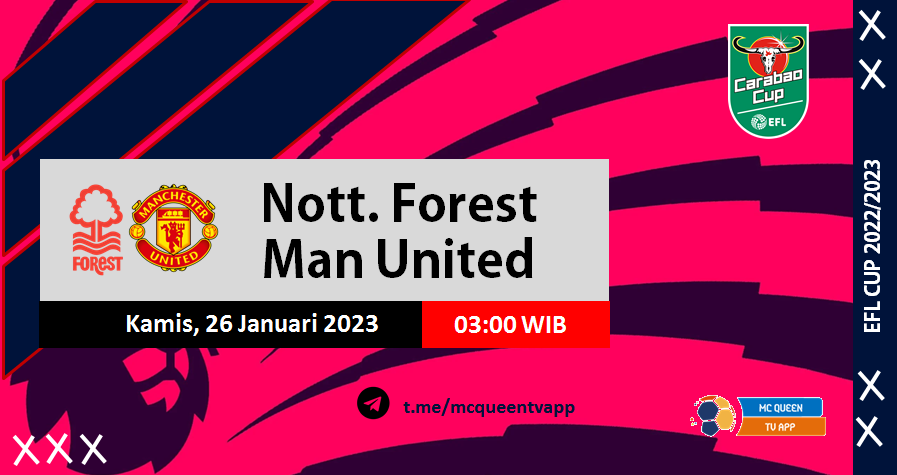 Carabao
Cup
EFL
EFL CUP 2022/2023
FOREST
MANCHESTER
UNITED
Nott. Forest
Man United
Kamis, 26 Januari 2023
03:00 WIB
t.me/mcqueentvapp
MC QUEEN
TV APP
XXX